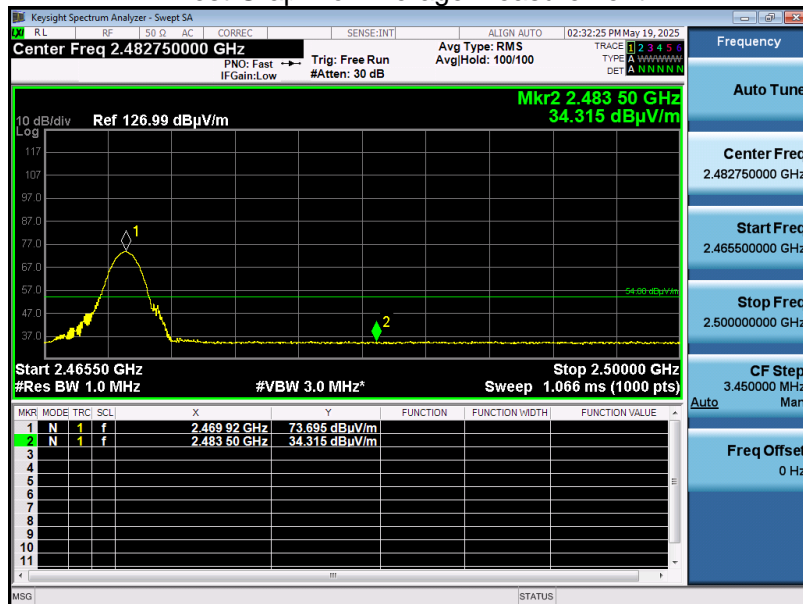 Keysight Spectrum Analyzer - Swept SA
RL RF 50 Ω AC CORREC SENSE:INT ALIGN AUTO 02:32:25 PM May 19, 2025
Center Freq 2.482750000 GHz
PNO: Fast
IFGain:Low
Trig: Free Run
#Atten: 30 dB
Avg Type: RMS
Avg|Hold: 100/100
TRACE 1 2 3 4 5 6
TYPE A WWWWW
DET A N N N N N
Mkr2 2.483 50 GHz
34.315 dBµV/m
10 dB/div Ref 126.99 dBµV/m
Log
117
107
97.0
87.0
77.0
67.0
57.0
47.0
37.0
1
2
54.00 dBµV/m
Start 2.46550 GHz Stop 2.50000 GHz
#Res BW 1.0 MHz #VBW 3.0 MHz* Sweep 1.066 ms (1000 pts)
MKR MODE TRC SCL X Y FUNCTION FUNCTION WIDTH FUNCTION VALUE
1 N 1 f 2.469 92 GHz 73.695 dBµV/m
2 N 1 f 2.483 50 GHz 34.315 dBµV/m
3
4
5
6
7
8
9
10
11
MSG STATUS
Frequency
Auto Tune
Center Freq
2.482750000 GHz
Start Freq
2.465500000 GHz
Stop Freq
2.500000000 GHz
CF Step
3.450000 MHz
Auto Man
Freq Offset
0 Hz